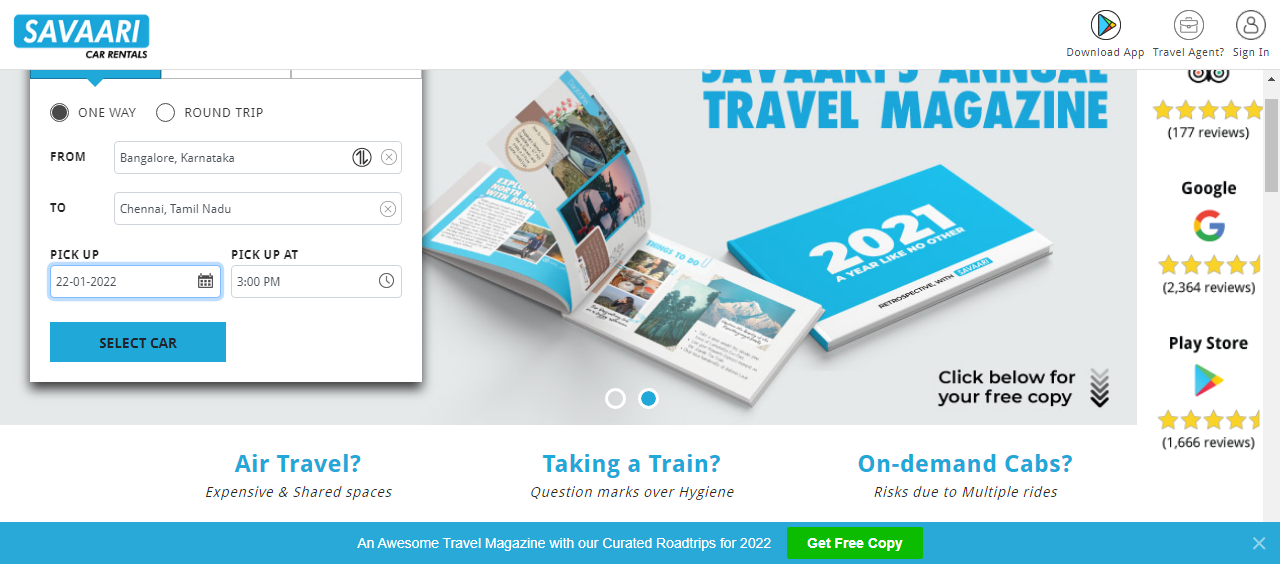 SAVAARI
CAR RENTALS
Download App
Travel Agent?
Sign In
ONE WAY
ROUND TRIP
FROM
Bangalore, Karnataka
TO
Chennai, Tamil Nadu
PICK UP
PICK UP AT
22-01-2022
3:00 PM
SELECT CAR
SAVAARI'S ANNUAL
TRAVEL MAGAZINE
THINGS TO DO
2021
A YEAR LIKE NO OTHER
RETROSPECTIVE, WITH SAVAARI
Click below for
your free copy
(177 reviews)
Google
(2,364 reviews)
Play Store
(1,666 reviews)
Air Travel?
Expensive & Shared spaces
Taking a Train?
Question marks over Hygiene
On-demand Cabs?
Risks due to Multiple rides
An Awesome Travel Magazine with our Curated Roadtrips for 2022
Get Free Copy